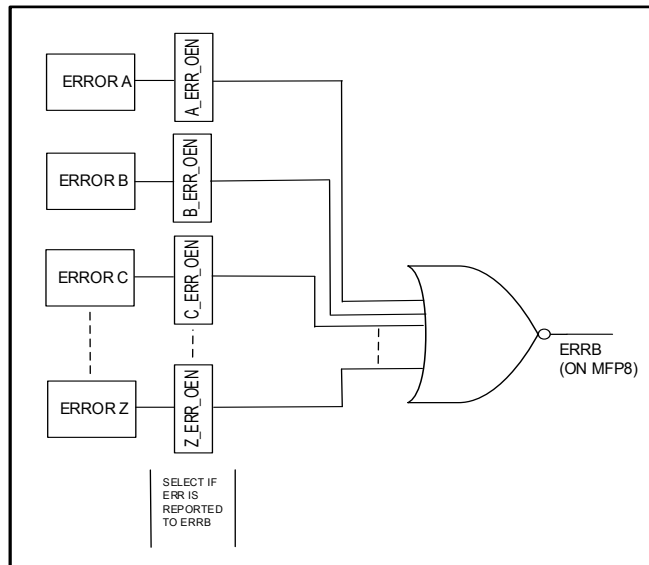 ERROR A
A_ERR_OEN
ERROR B
B_ERR_OEN
ERROR C
C_ERR_OEN
ERROR Z
Z_ERR_OEN
ERRB
(ON MFP8)
SELECT IF
ERR IS
REPORTED
TO ERRB